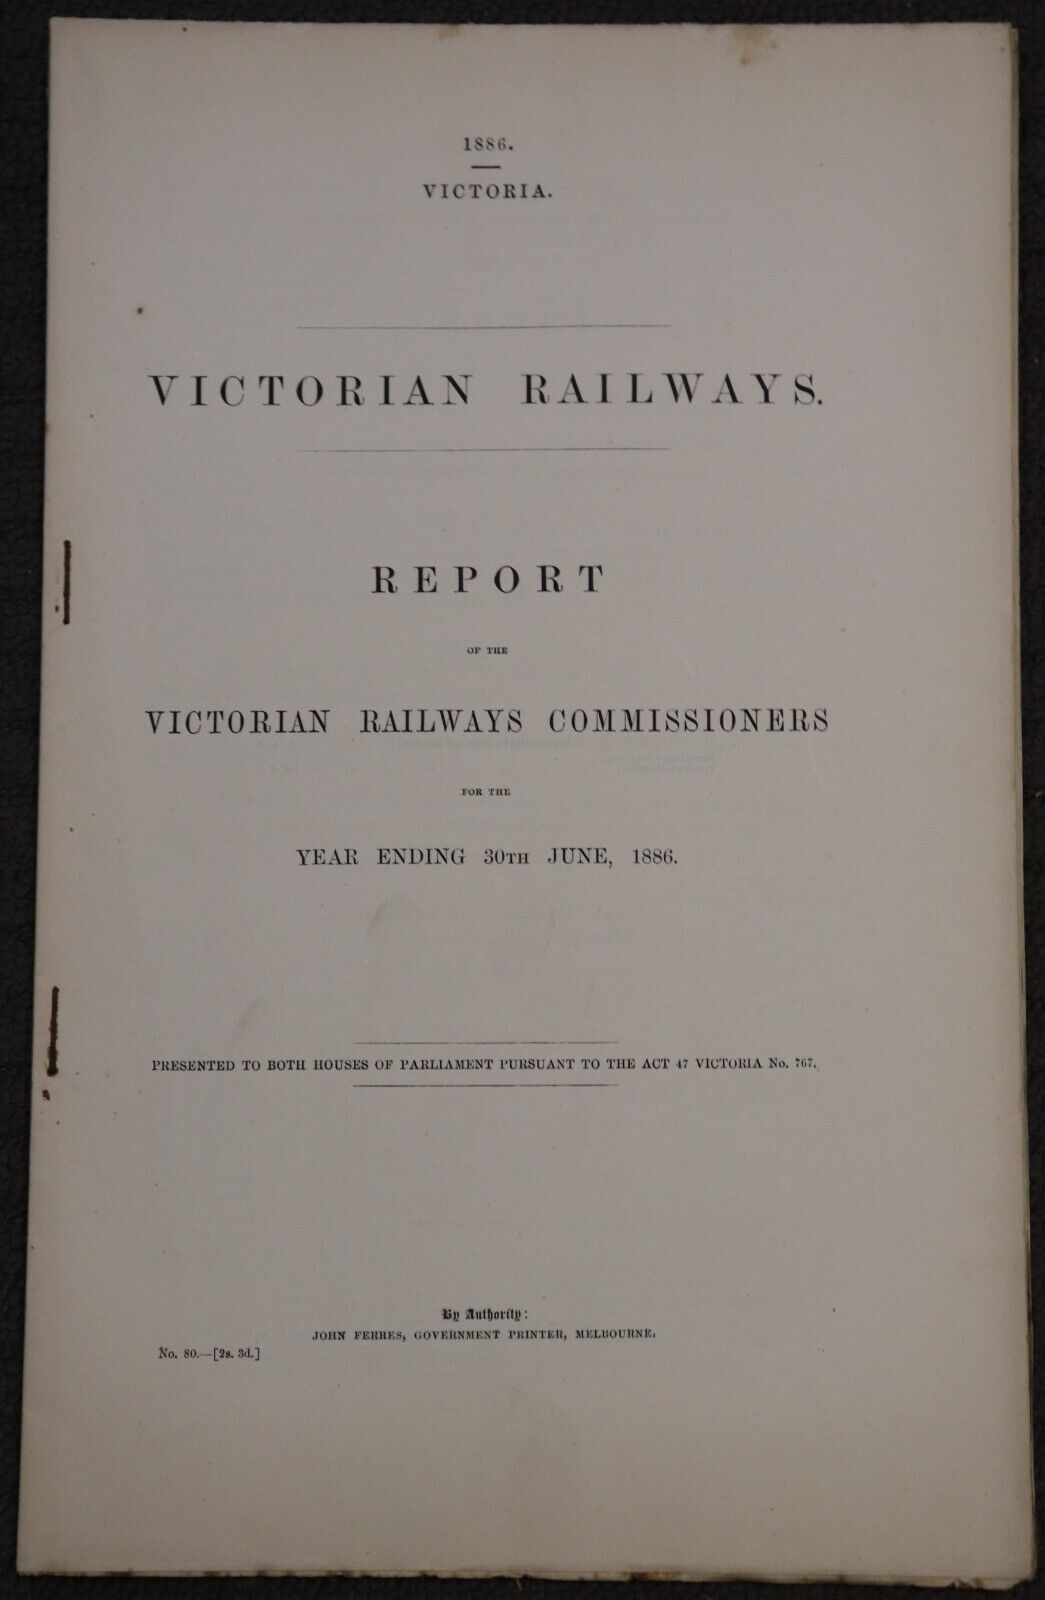 1886.
VICTORIA.
VICTORIAN RAILWAYS.
REPORT
OF THE
VICTORIAN RAILWAYS COMMISSIONERS
FOR THE
YEAR ENDING 30TH JUNE, 1886.
PRESENTED TO BOTH HOUSES OF PARLIAMENT PURSUANT TO THE ACT 47 VICTORIA No. 767.
By Authority:
JOHN FERRES, GOVERNMENT PRINTER, MELBOURNE.
No. 80.—[2s. 3d.]